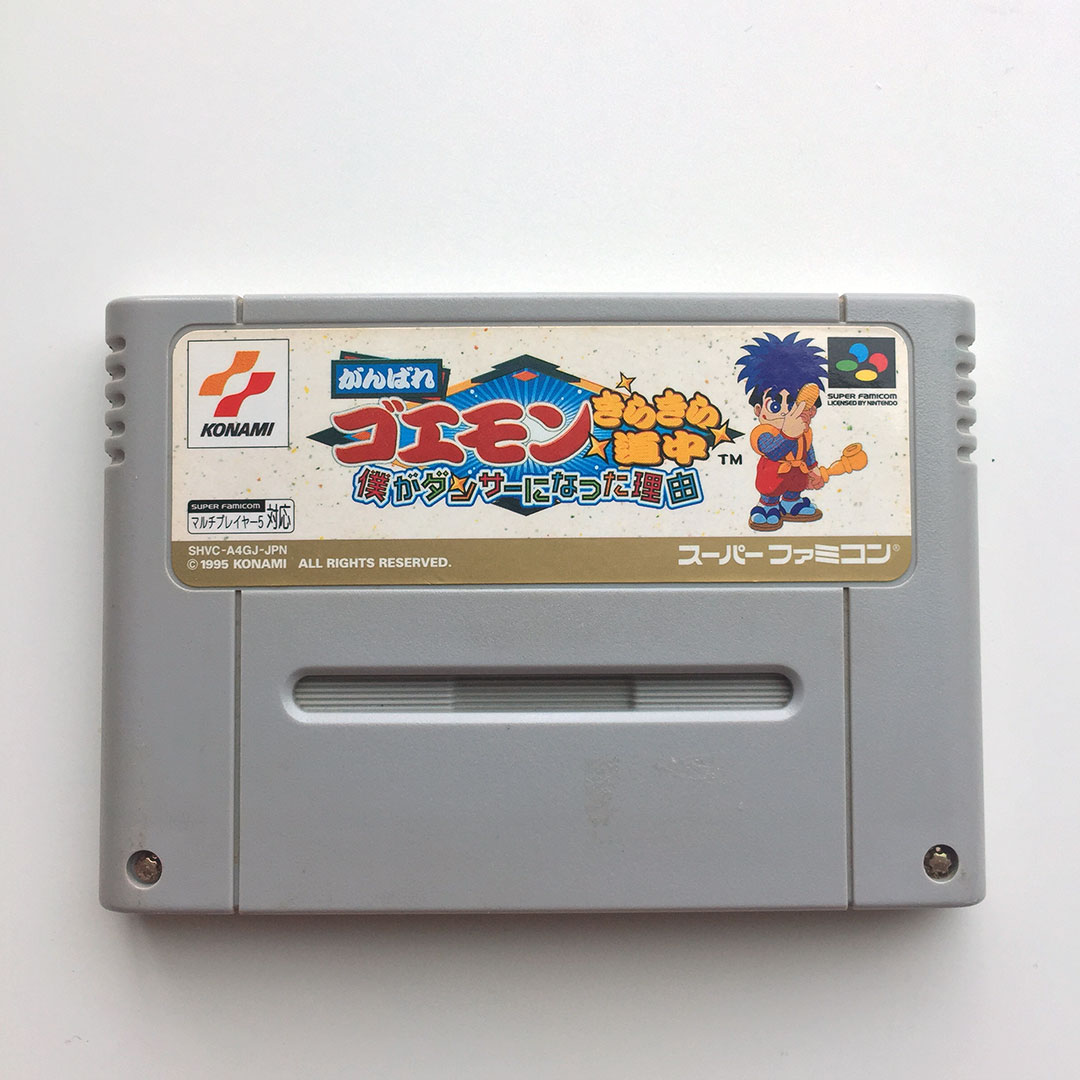 KONAMI
がんばれ
ゴエモン
きらきら
道中
TM
僕がダンサーになった理由
SUPER FAMICOM
LICENSED BY NINTENDO
SUPER FAMICOM
マルチプレイヤー5 対応
SHVC-A4GJ-JPN
© 1995 KONAMI ALL RIGHTS RESERVED.
スーパーファミコン®